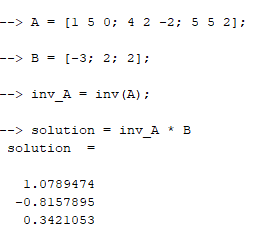 --> A = [1 5 0; 4 2 -2; 5 5 2];
--> B = [-3; 2; 2];
--> inv_A = inv(A);
--> solution = inv_A * B
solution  =
1.0789474
-0.8157895
0.3421053